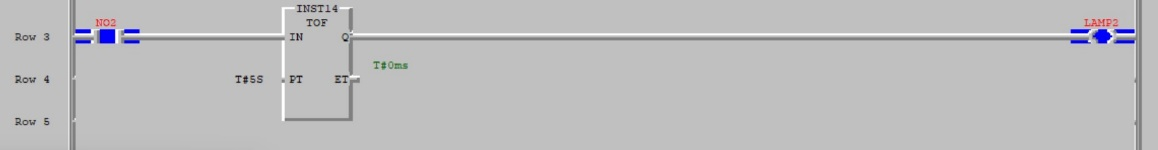 INST14
NO2 TOF LAMP2
Row 3 IN Q
T#0ms
Row 4 T#5S PT ET
Row 5